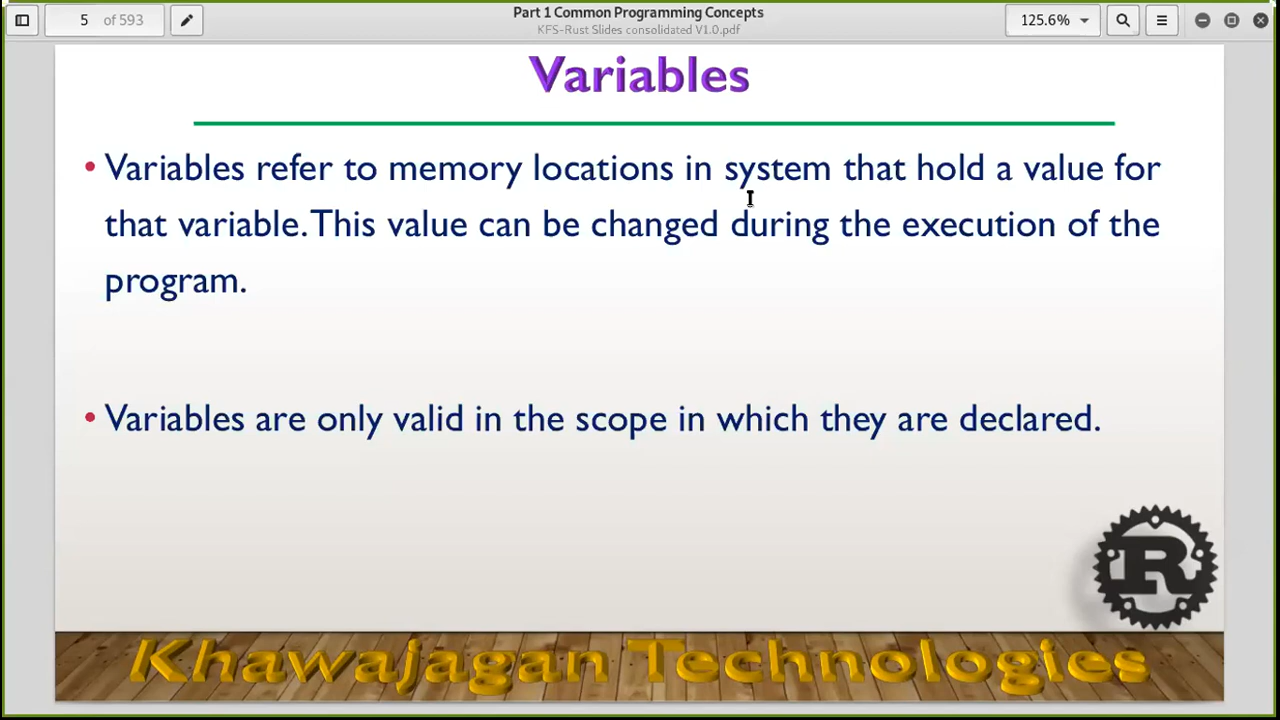 5 of 593
Part 1 Common Programming Concepts
KFS-Rust Slides consolidated V1.0.pdf
125.6%
Variables
• Variables refer to memory locations in system that hold a value for
that variable. This value can be changed during the execution of the
program.
• Variables are only valid in the scope in which they are declared.
R
Khawajagan Technologies